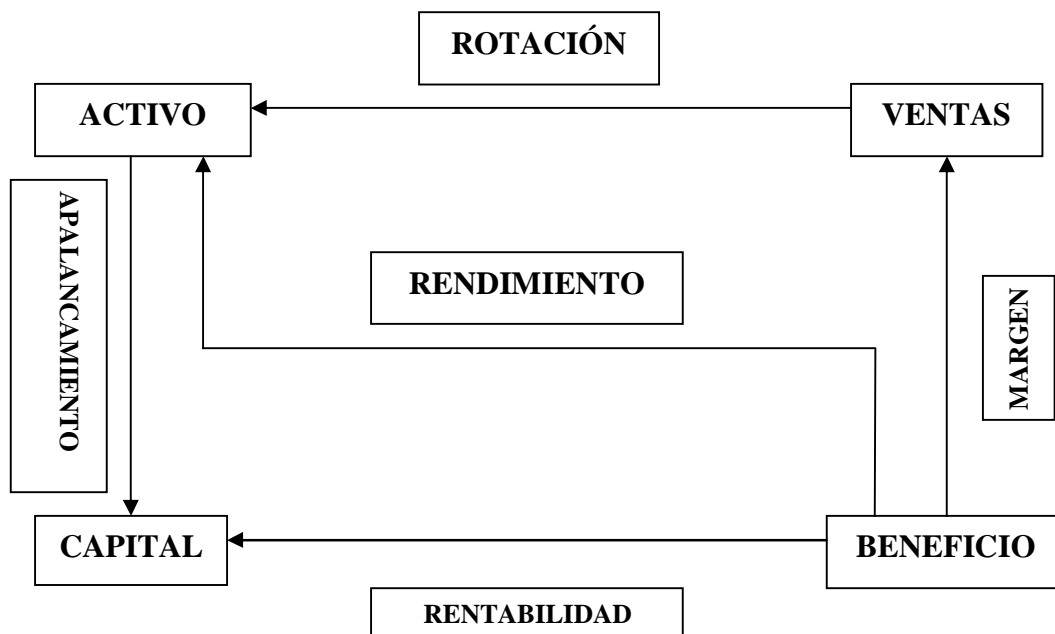 ROTACIÓN
ACTIVO
VENTAS
APALANCAMIENTO
RENDIMIENTO
MARGEN
CAPITAL
BENEFICIO
RENTABILIDAD